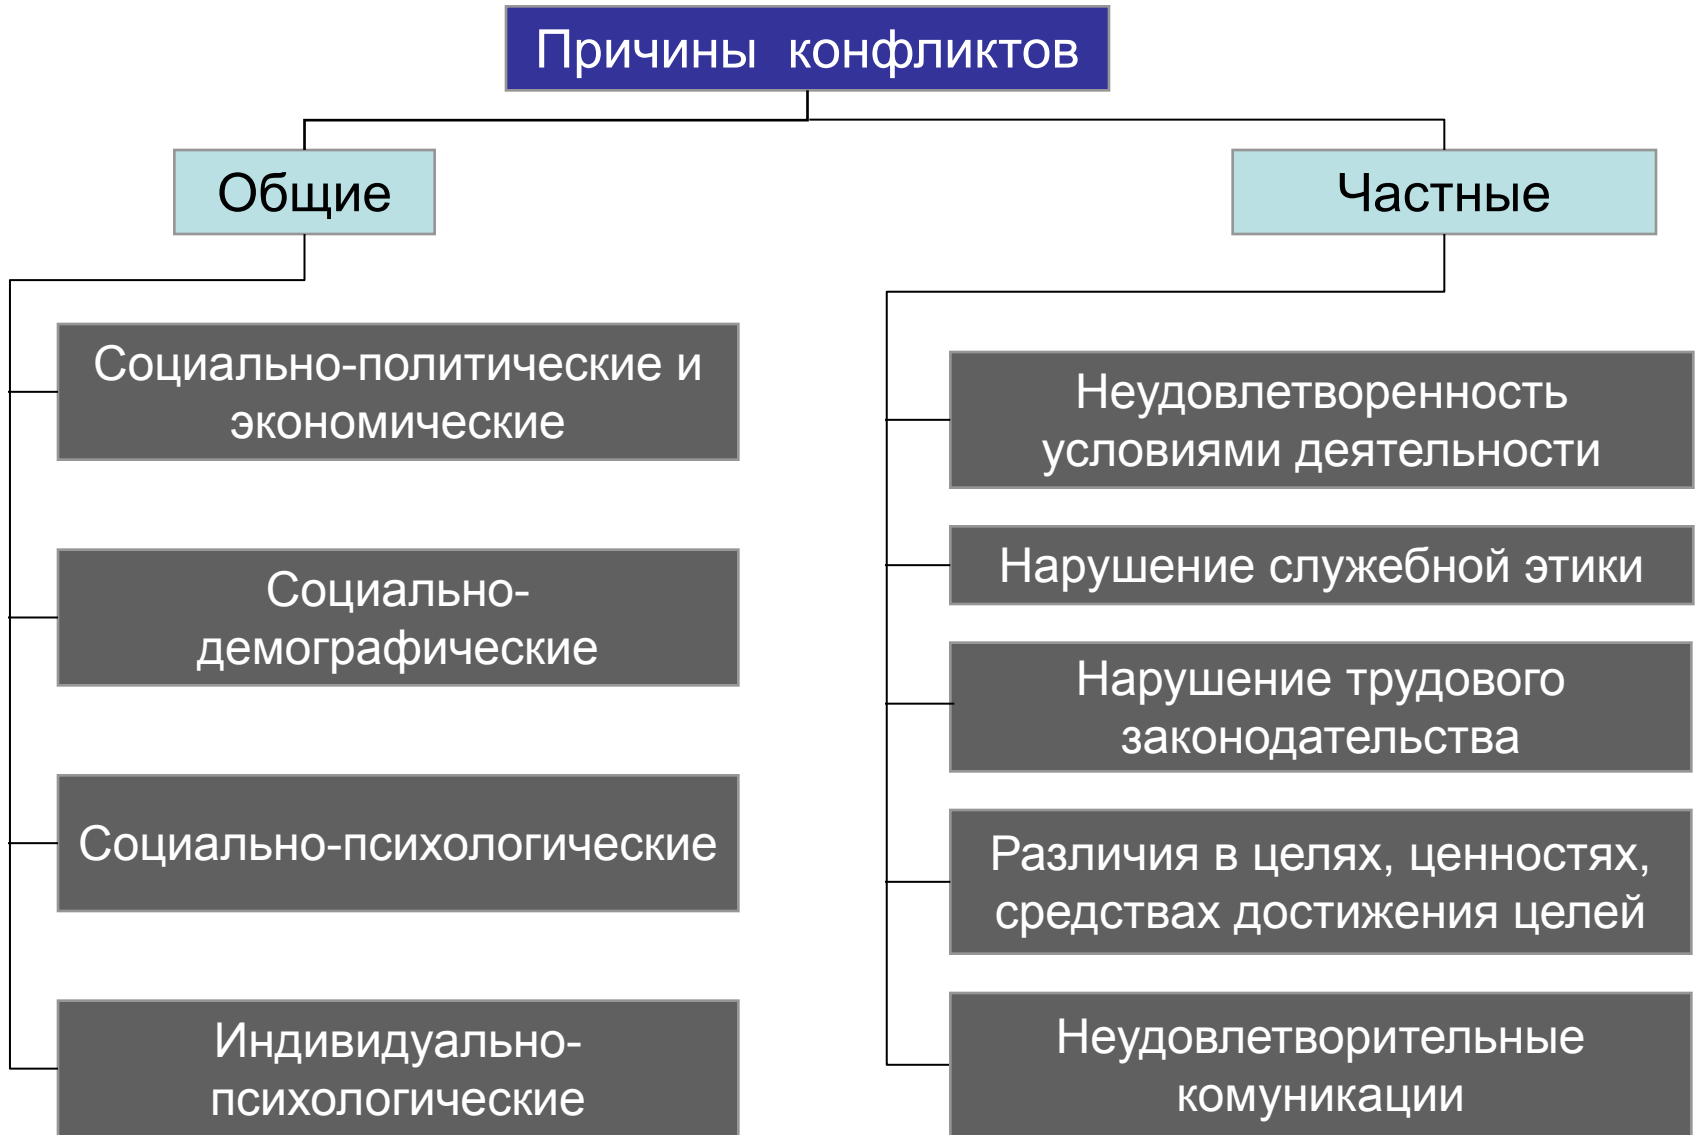 Причины конфликтов
Общие
Частные
Социально-политические и
экономические
Социально-
демографические
Социально-психологические
Индивидуально-
психологические
Неудовлетворенность
условиями деятельности
Нарушение служебной этики
Нарушение трудового
законодательства
Различия в целях, ценностях,
средствах достижения целей
Неудовлетворительные
комуникации